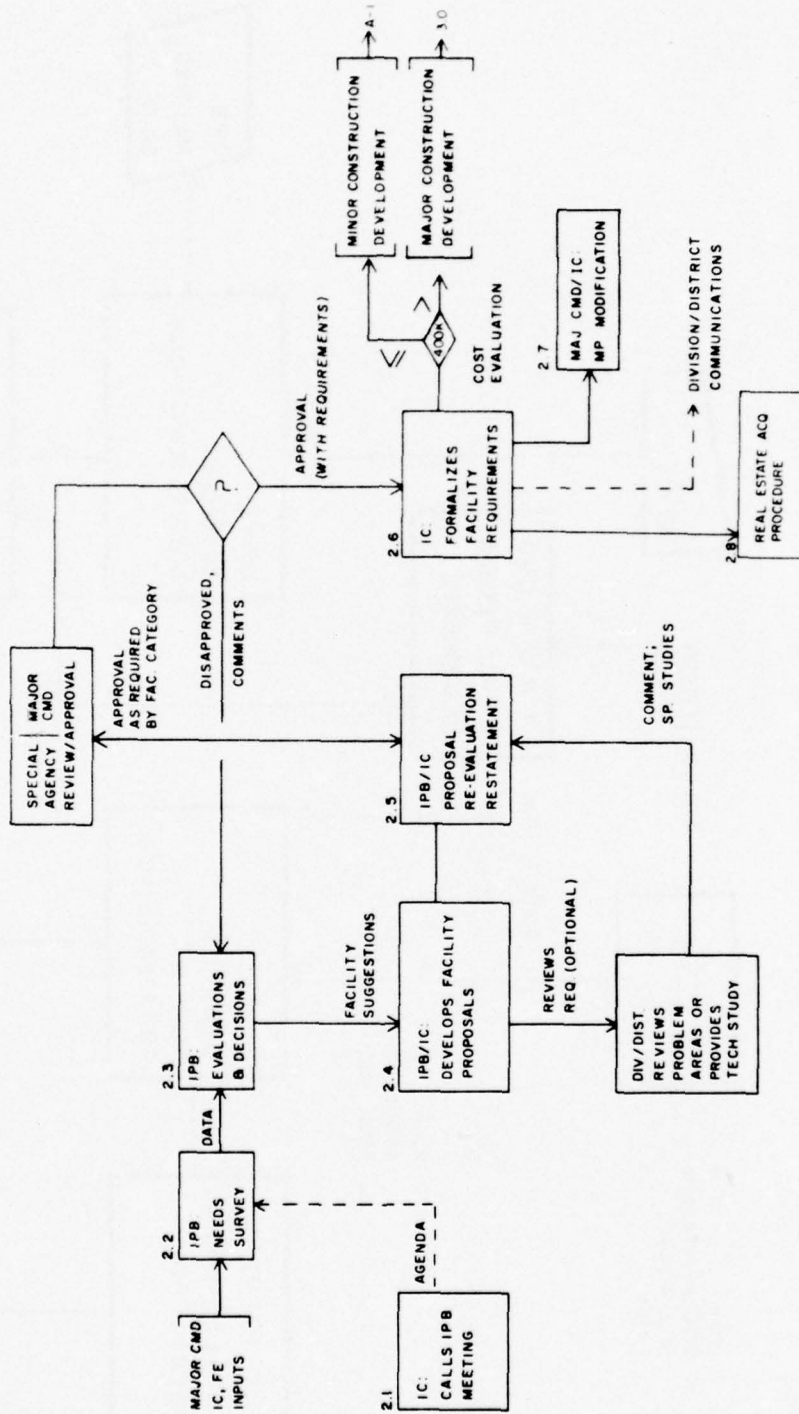 MAJOR CMD
IC, FE
INPUTS
2.1
IC:
CALLS IPB
MEETING
AGENDA
2.2
IPB:
NEEDS
SURVEY
DATA
2.3
IPB:
EVALUATIONS
& DECISIONS
FACILITY
SUGGESTIONS
2.4
IPB/IC:
DEVELOPS FACILITY
PROPOSALS
REVIEWS
REQ. (OPTIONAL)
DIV/DIST.
REVIEWS
PROBLEM
AREAS OR
PROVIDES
TECH STUDY
COMMENT;
SP. STUDIES
2.5
IPB/IC
PROPOSAL
RE-EVALUATION
RESTATEMENT
APPROVAL
AS REQUIRED
BY FAC. CATEGORY
SPECIAL
AGENCY
MAJOR
CMD
REVIEW/APPROVAL
?
DISAPPROVED,
COMMENTS
APPROVAL
(WITH REQUIREMENTS)
2.6
IC:
FORMALIZES
FACILITY
REQUIREMENTS
≤
>
400K
COST
EVALUATION
MINOR CONSTRUCTION
DEVELOPMENT
A-1
MAJOR CONSTRUCTION
DEVELOPMENT
3.0
2.7
MAJ CMD/IC:
MP MODIFICATION
DIVISION/DISTRICT
COMMUNICATIONS
2.8
REAL ESTATE ACQ
PROCEDURE